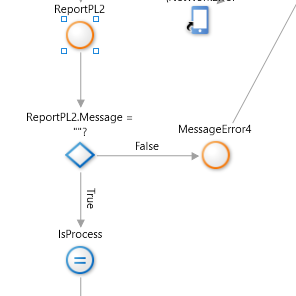 ReportPL2
ReportPL2.Message =
""?
False
MessageError4
True
IsProcess